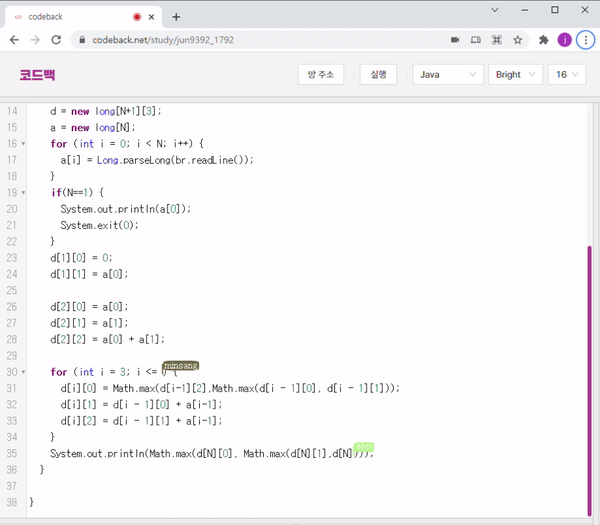 codeback
codeback.net/study/jun9392_1792
j
코드백
방 주소
실행
Java
Bright
16
14 d = new long[N+1][3];
15 a = new long[N];
16 for (int i = 0; i < N; i++) {
17 a[i] = Long.parseLong(br.readLine());
18 }
19 if(N==1) {
20 System.out.println(a[0]);
21 System.exit(0);
22 }
23 d[1][0] = 0;
24 d[1][1] = a[0];
25
26 d[2][0] = a[0];
27 d[2][1] = a[1];
28 d[2][2] = a[0] + a[1];
29
minsang
30 for (int i = 3; i <= ) {
31 d[i][0] = Math.max(d[i-1][2],Math.max(d[i - 1][0], d[i - 1][1]));
32 d[i][1] = d[i - 1][0] + a[i-1];
33 d[i][2] = d[i - 1][1] + a[i-1];
34 }
35 System.out.println(Math.max(d[N][0], Math.max(d[N][1],d[N])));
36 }
37
38 }